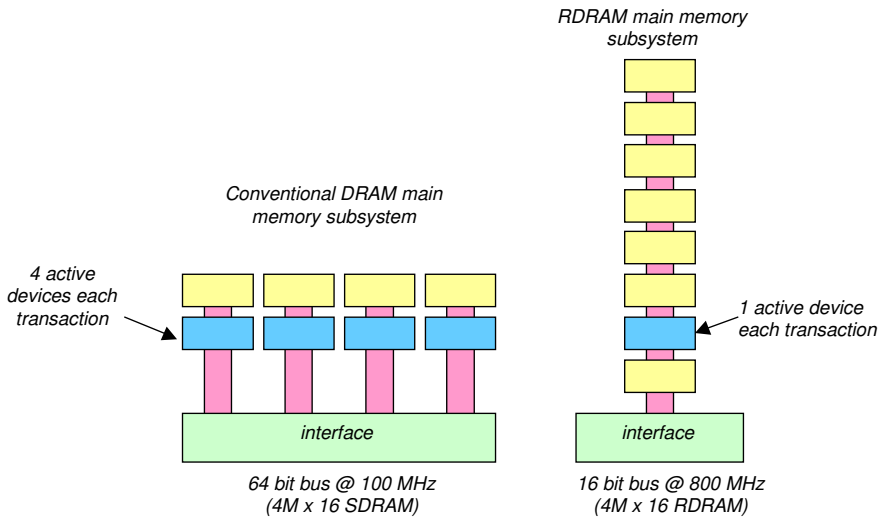 RDRAM main memory
subsystem
Conventional DRAM main
memory subsystem
4 active
devices each
transaction
1 active device
each transaction
interface
interface
64 bit bus @ 100 MHz
(4M x 16 SDRAM)
16 bit bus @ 800 MHz
(4M x 16 RDRAM)